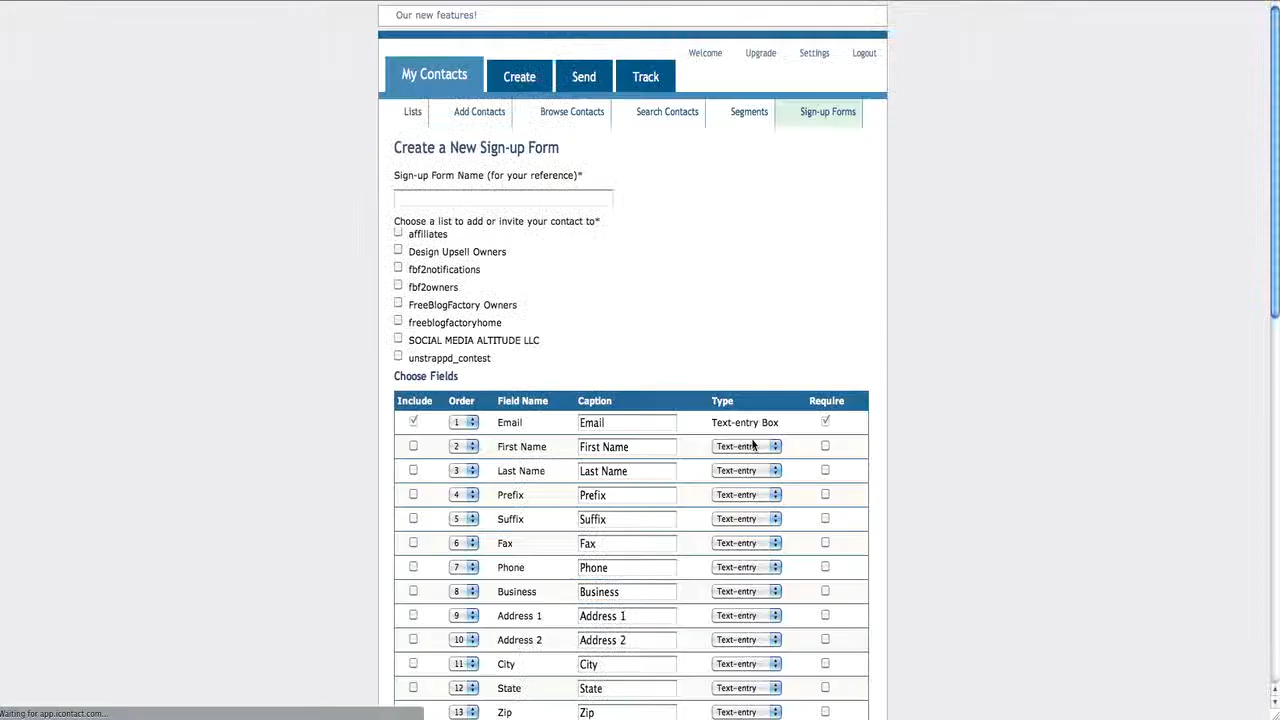 Our new features!
Welcome Upgrade Settings Logout
My Contacts Create Send Track
Lists Add Contacts Browse Contacts Search Contacts Segments Sign-up Forms
Create a New Sign-up Form
Sign-up Form Name (for your reference)*
Choose a list to add or invite your contact to*
affiliates
Design Upsell Owners
fbf2notifications
fbf2owners
FreeBlogFactory Owners
freeblogfactoryhome
SOCIAL MEDIA ALTITUDE LLC
unstrappd_contest
Choose Fields
Include Order Field Name Caption Type Require
1 Email Email Text-entry Box
2 First Name First Name Text-entry
3 Last Name Last Name Text-entry
4 Prefix Prefix Text-entry
5 Suffix Suffix Text-entry
6 Fax Fax Text-entry
7 Phone Phone Text-entry
8 Business Business Text-entry
9 Address 1 Address 1 Text-entry
10 Address 2 Address 2 Text-entry
11 City City Text-entry
12 State State Text-entry
13 Zip Zip Text-entry
Waiting for app.icontact.com...